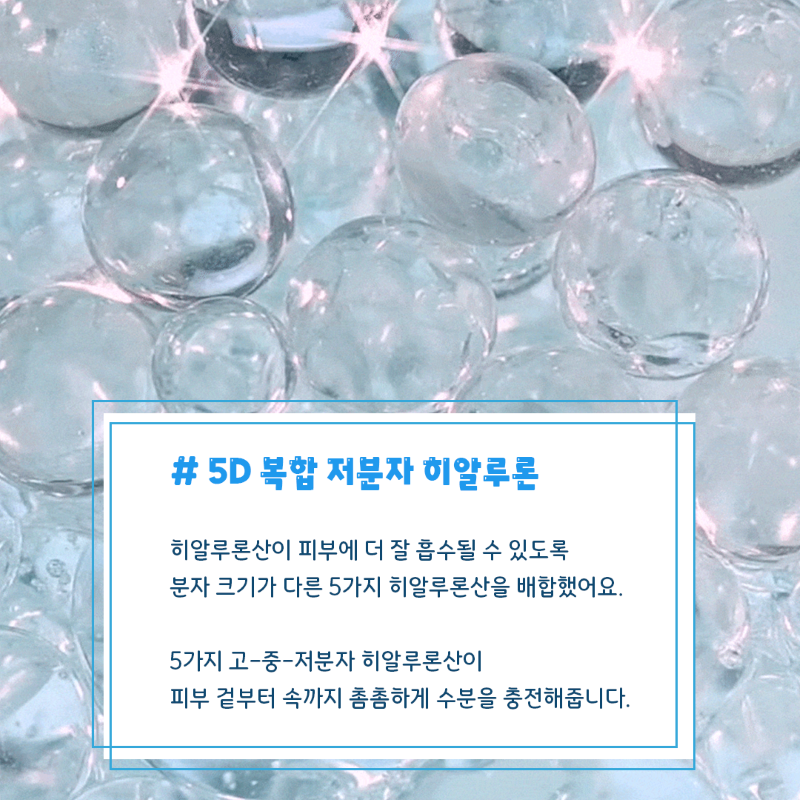 # 5D 복합 저분자 히알루론
히알루론산이 피부에 더 잘 흡수될 수 있도록
분자 크기가 다른 5가지 히알루론산을 배합했어요.
5가지 고-중-저분자 히알루론산이
피부 겉부터 속까지 촘촘하게 수분을 충전해줍니다.